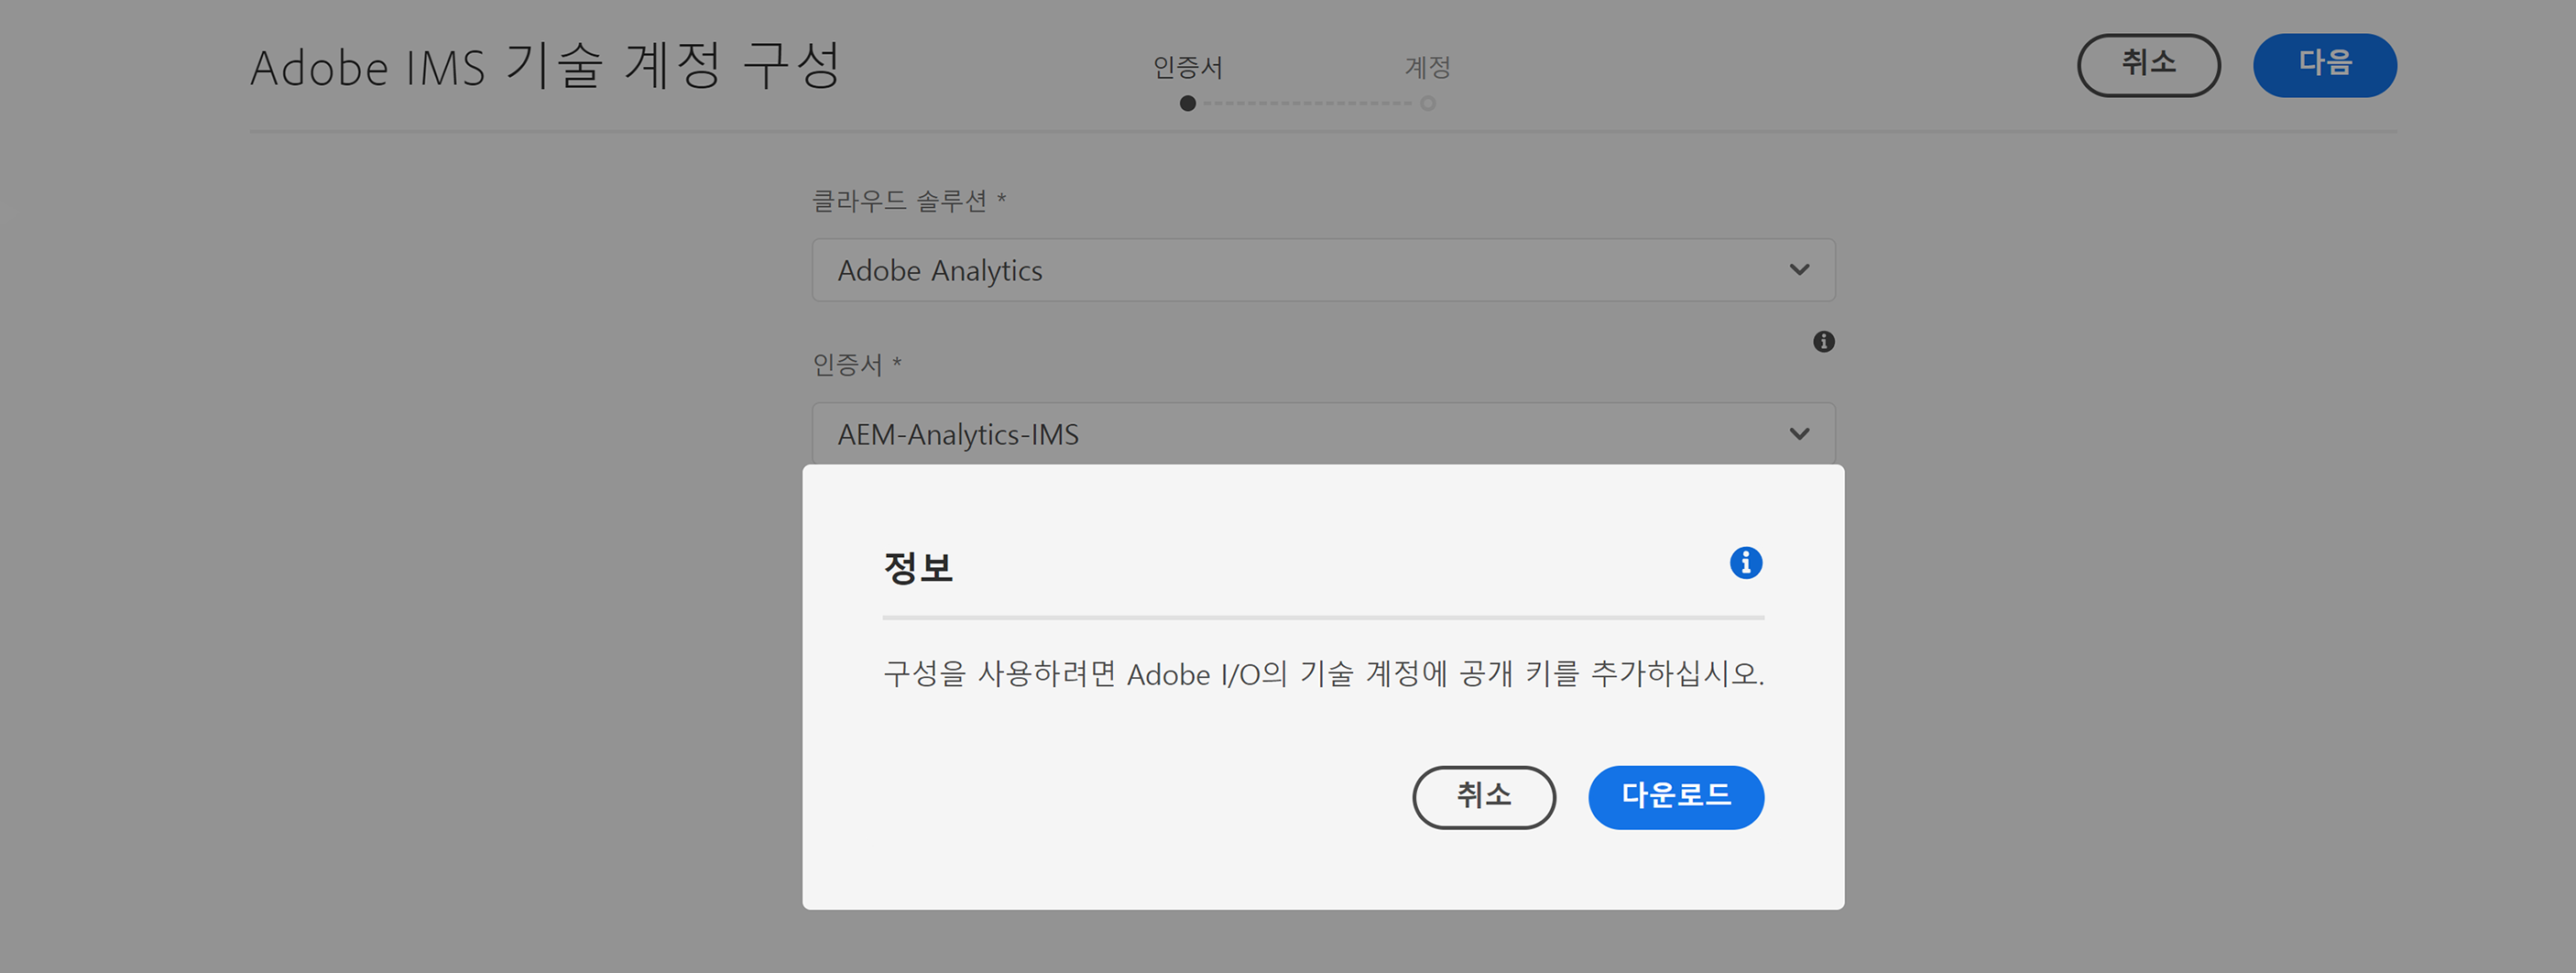 Adobe IMS 기술 계정 구성
인증서
계정
취소
다음
클라우드 솔루션 *
Adobe Analytics
인증서 *
AEM-Analytics-IMS
정보
구성을 사용하려면 Adobe I/O의 기술 계정에 공개 키를 추가하십시오.
취소
다운로드